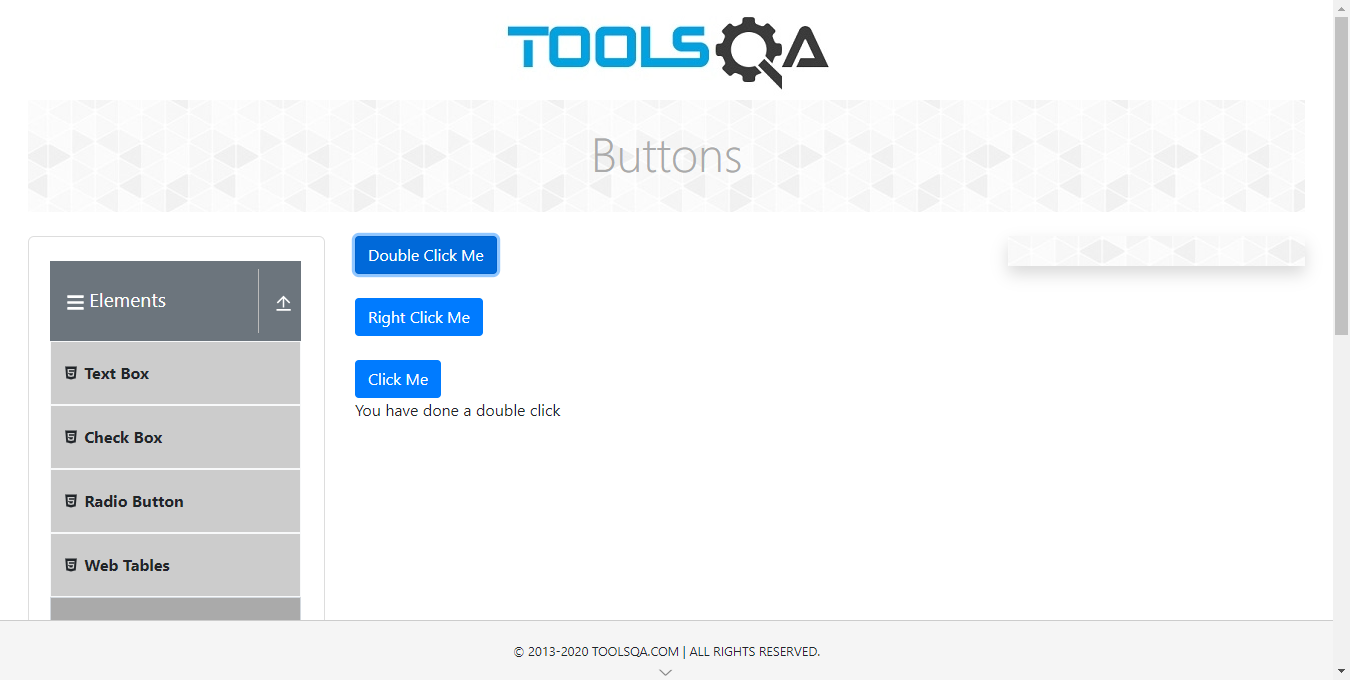 TOOLSQA
Buttons
Elements
Text Box
Check Box
Radio Button
Web Tables
Double Click Me
Right Click Me
Click Me
You have done a double click
© 2013-2020 TOOLSQA.COM | ALL RIGHTS RESERVED.